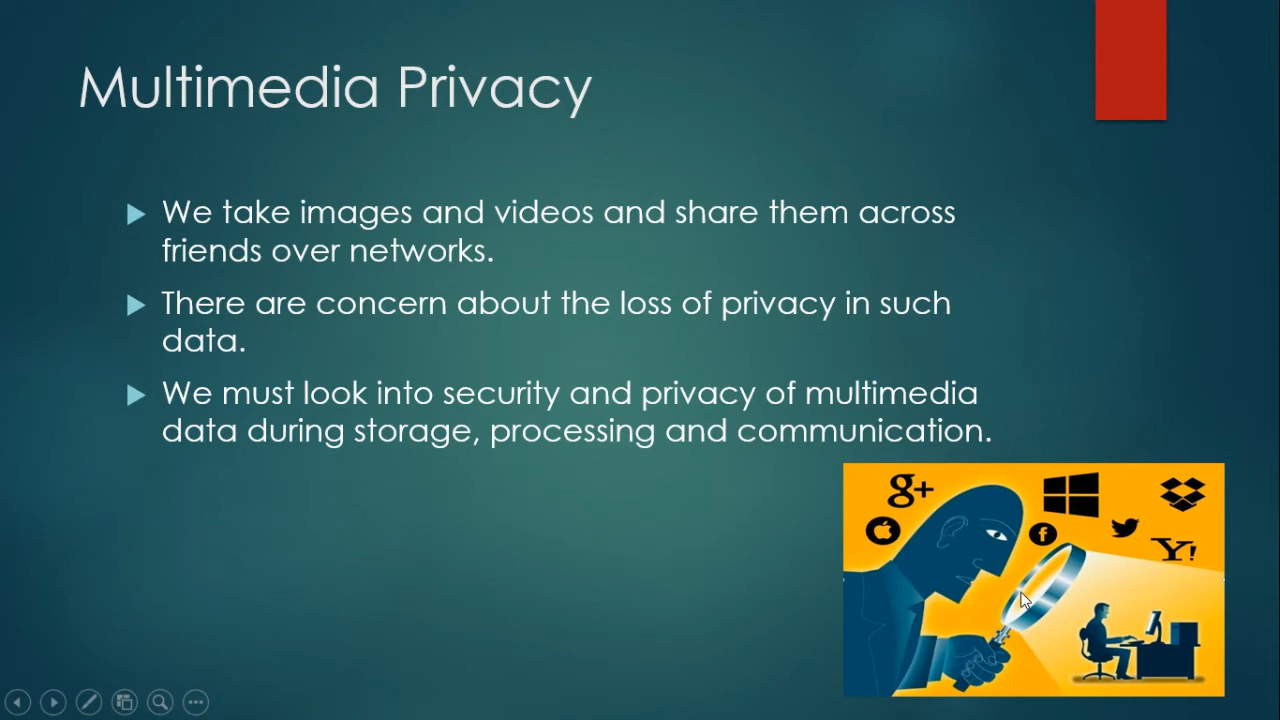 Multimedia Privacy
We take images and videos and share them across
friends over networks.
There are concern about the loss of privacy in such
data.
We must look into security and privacy of multimedia
data during storage, processing and communication.
g+
f
Y!